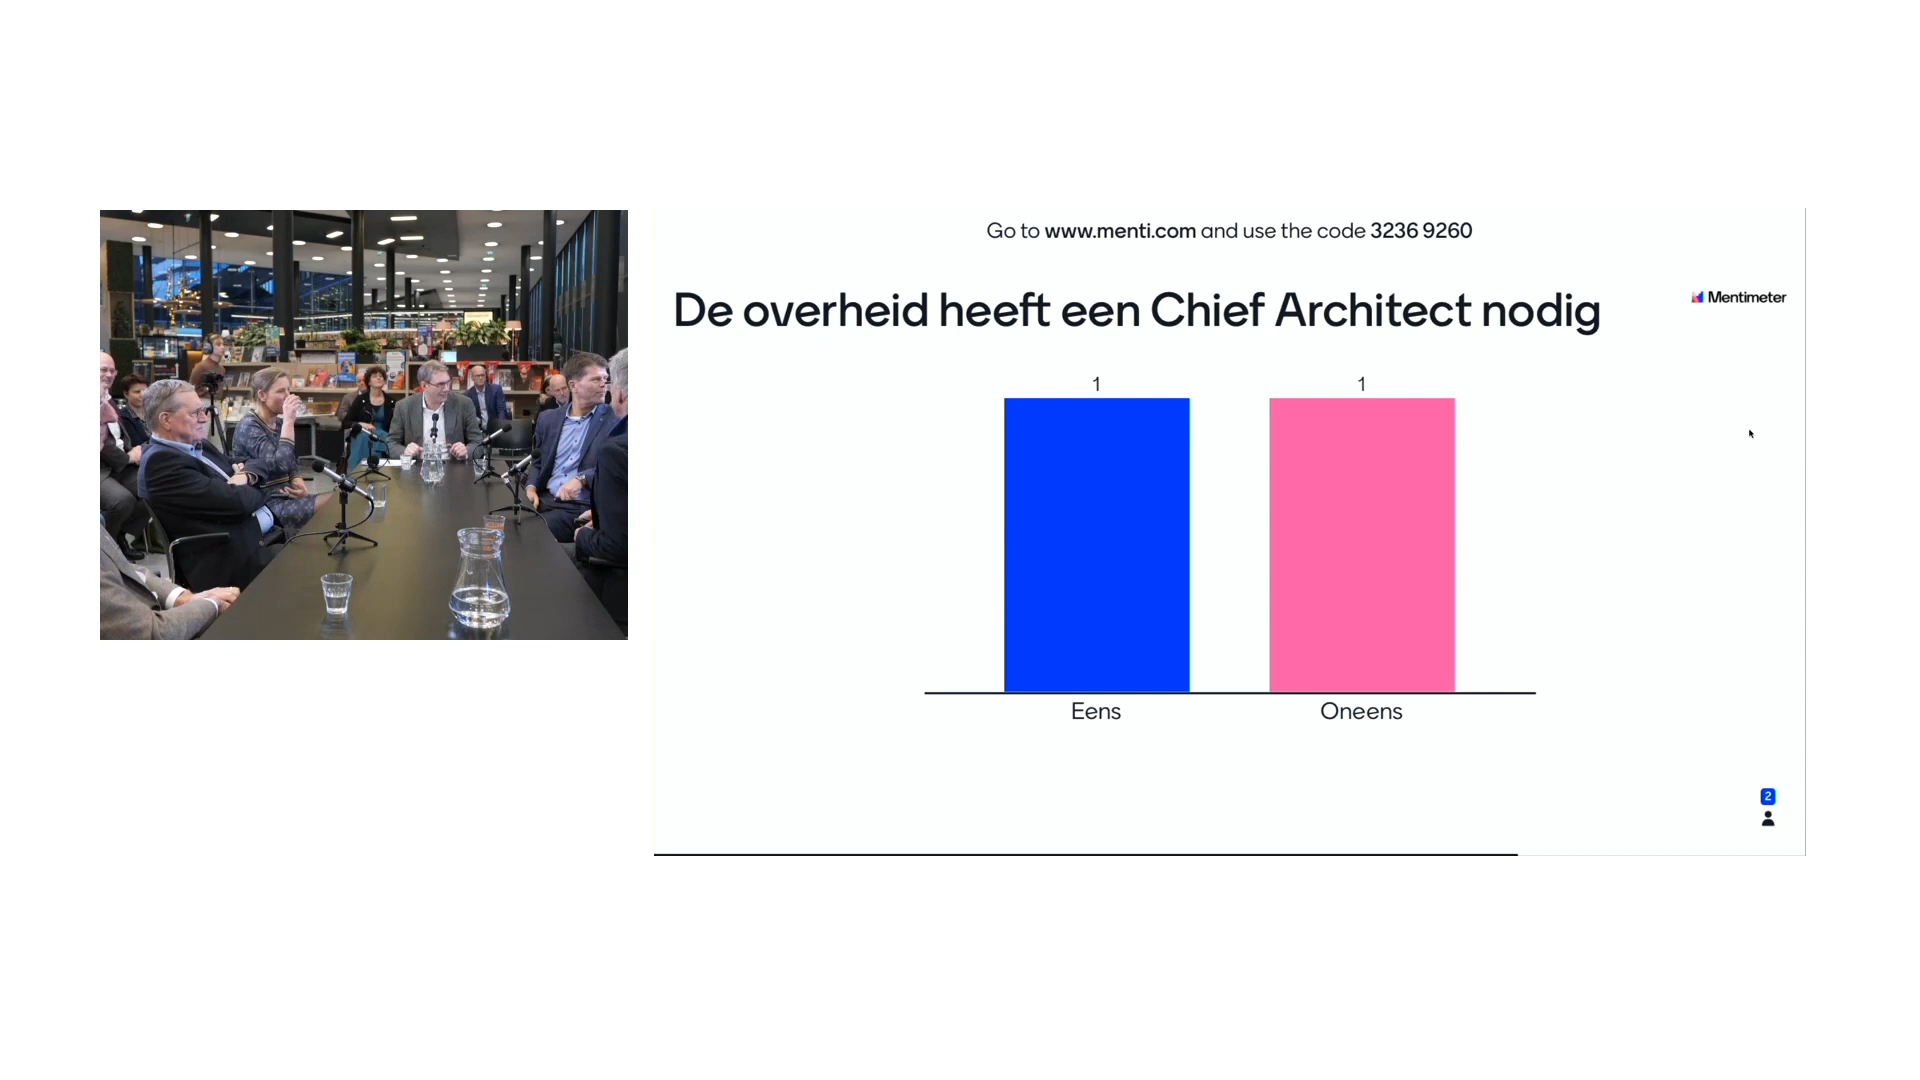 Go to www.menti.com and use the code 3236 9260
De overheid heeft een Chief Architect nodig
Mentimeter
1
1
Eens
Oneens
2